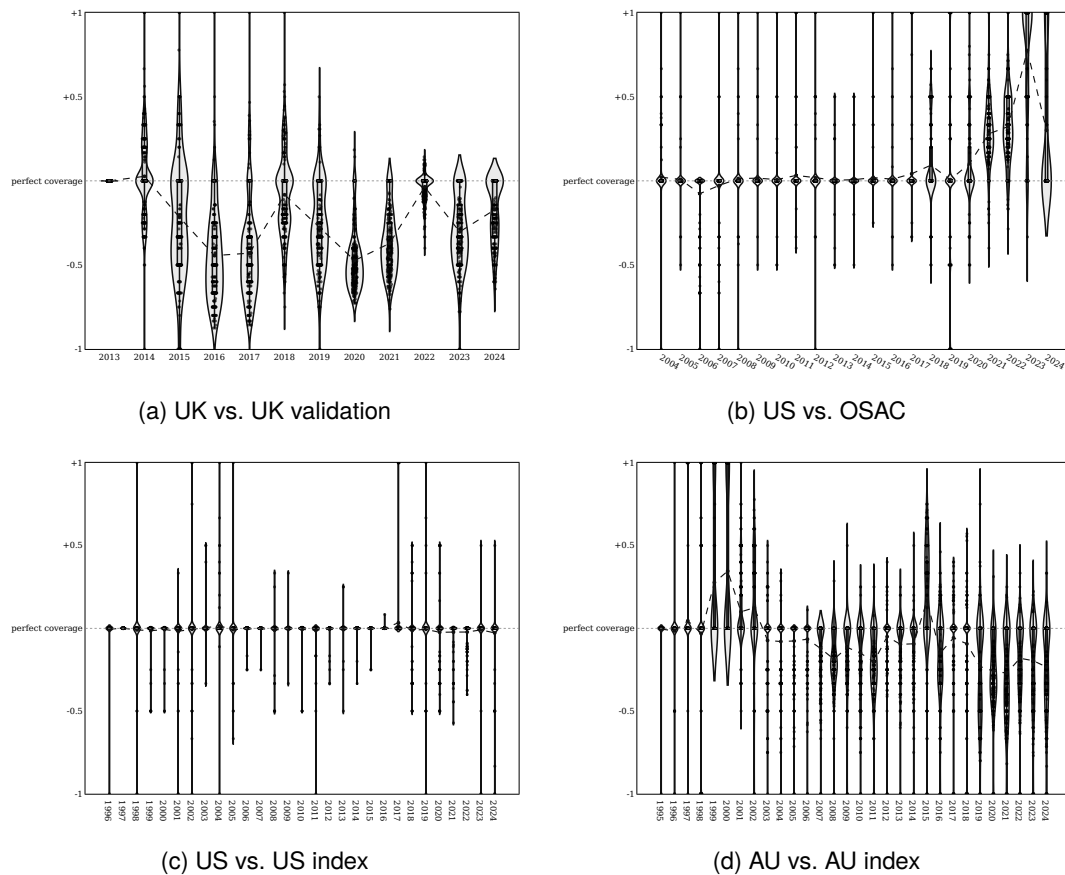 +1
+0.5
perfect coverage
-0.5
-1
2013 2014 2015 2016 2017 2018 2019 2020 2021 2022 2023 2024
(a) UK vs. UK validation
+1
+0.5
perfect coverage
-0.5
-1
2004 2005 2006 2007 2008 2009 2010 2011 2012 2013 2014 2015 2016 2017 2018 2019 2020 2021 2022 2023 2024
(b) US vs. OSAC
+1
+0.5
perfect coverage
-0.5
-1
1996 1997 1998 1999 2000 2001 2002 2003 2004 2005 2006 2007 2008 2009 2010 2011 2012 2013 2014 2015 2016 2017 2018 2019 2020 2021 2022 2023 2024
(c) US vs. US index
+1
+0.5
perfect coverage
-0.5
-1
1995 1996 1997 1998 1999 2000 2001 2002 2003 2004 2005 2006 2007 2008 2009 2010 2011 2012 2013 2014 2015 2016 2017 2018 2019 2020 2021 2022 2023 2024
(d) AU vs. AU index